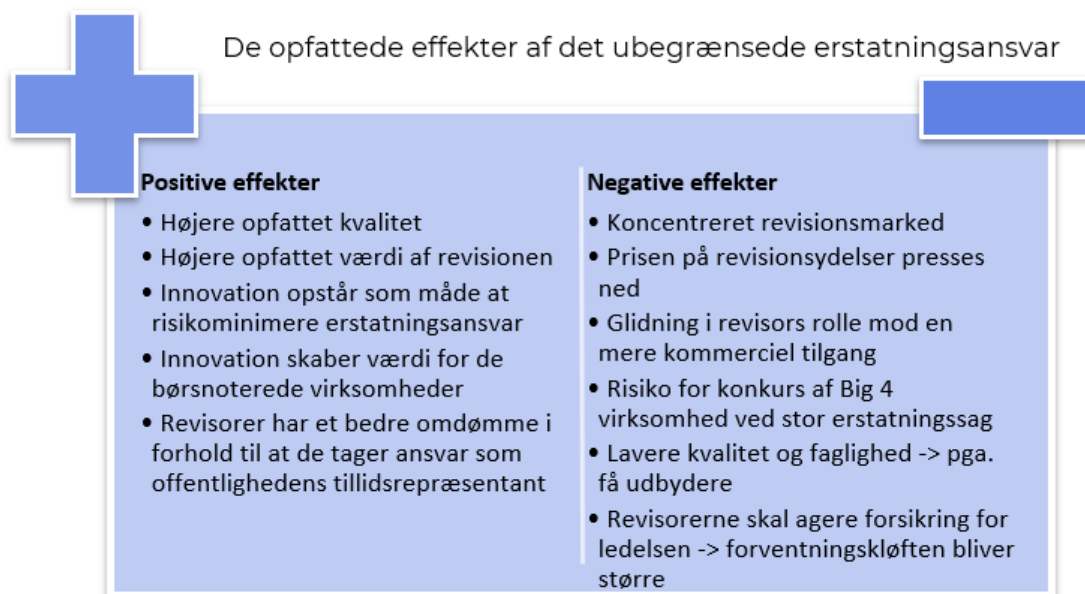 De opfattede effekter af det ubegrænsede erstatningsansvar
Positive effekter
• Højere opfattet kvalitet
• Højere opfattet værdi af revisionen
• Innovation opstår som måde at
risikominimere erstatningsansvar
• Innovation skaber værdi for de
børsnoterede virksomheder
• Revisorer har et bedre omdømme i
forhold til at de tager ansvar som
offentlighedens tillidsrepræsentant
Negative effekter
• Koncentreret revisionsmarked
• Prisen på revisionsydelser presses
ned
• Glidning i revisors rolle mod en
mere kommerciel tilgang
• Risiko for konkurs af Big 4
virksomhed ved stor erstatningssag
• Lavere kvalitet og faglighed -> pga.
få udbydere
• Revisorerne skal agere forsikring for
ledelsen -> forventningskløften bliver
større